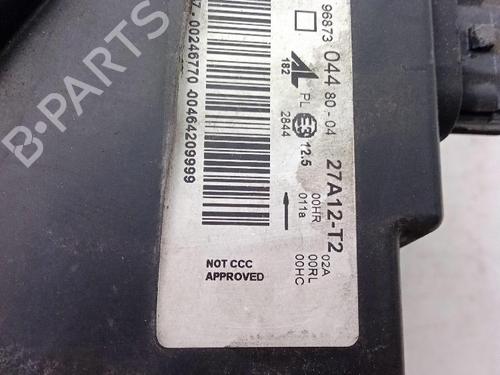 96873 044 80 - 04
27A12-T2
182
AL
PL E3 12.5
2844
00HR 02A
011a 00RL
00HC
7- 00246770 -00464209999
NOT CCC
APPROVED
B-PARTS